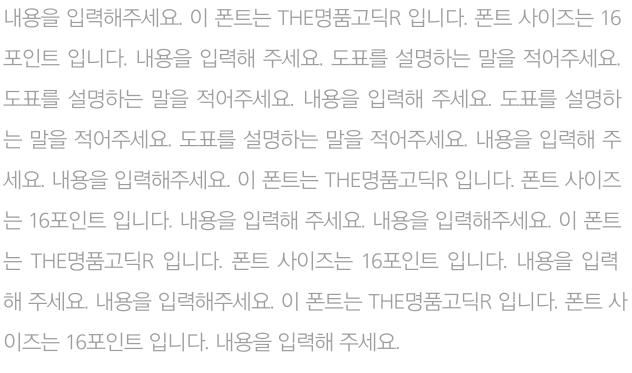 내용을 입력해주세요. 이 폰트는 THE명품고딕R 입니다. 폰트 사이즈는 16
포인트 입니다. 내용을 입력해 주세요. 도표를 설명하는 말을 적어주세요.
도표를 설명하는 말을 적어주세요. 내용을 입력해 주세요. 도표를 설명하
는 말을 적어주세요. 도표를 설명하는 말을 적어주세요. 내용을 입력해 주
세요. 내용을 입력해주세요. 이 폰트는 THE명품고딕R 입니다. 폰트 사이즈
는 16포인트 입니다. 내용을 입력해 주세요. 내용을 입력해주세요. 이 폰트
는 THE명품고딕R 입니다. 폰트 사이즈는 16포인트 입니다. 내용을 입력
해 주세요. 내용을 입력해주세요. 이 폰트는 THE명품고딕R 입니다. 폰트 사
이즈는 16포인트 입니다. 내용을 입력해 주세요.